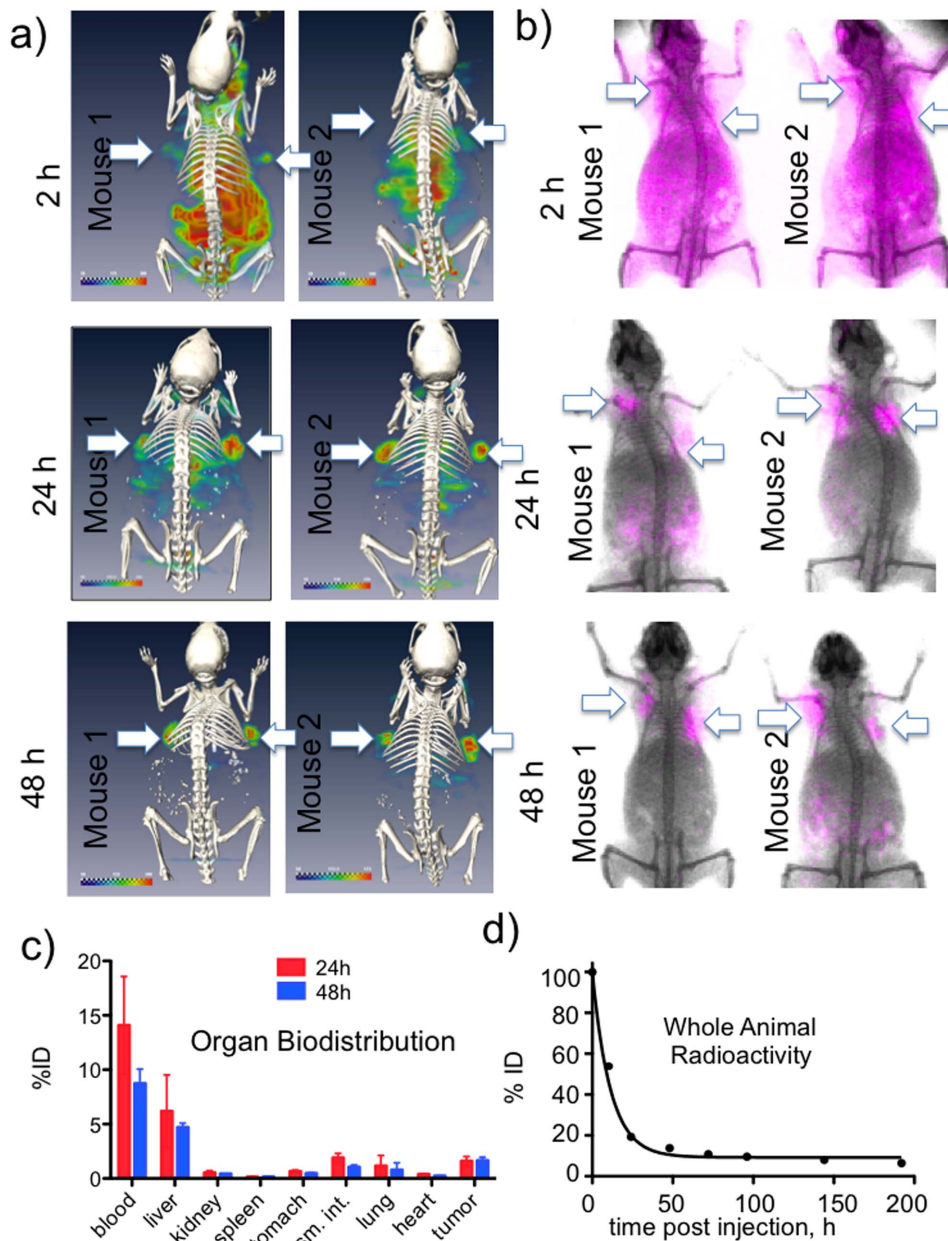 a)
b)
2 h
Mouse 1
Mouse 2
2 h
Mouse 1
Mouse 2
24 h
Mouse 1
Mouse 2
24 h
Mouse 1
Mouse 2
48 h
Mouse 1
Mouse 2
48 h
Mouse 1
Mouse 2
c)
20
15
10
5
0
%ID
24h
48h
Organ Biodistribution
blood
liver
kidney
spleen
tomach
sm. int.
lung
heart
tumor
d)
100
80
60
40
20
0
% ID
Whole Animal
Radioactivity
0
50
100
150
200
time post injection, h